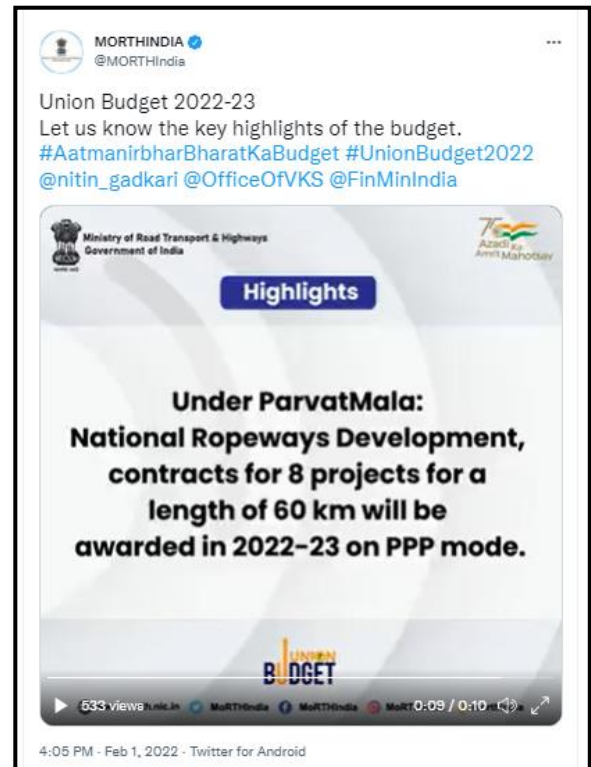 MORTHINDIA
@MORTHIndia
Union Budget 2022-23
Let us know the key highlights of the budget.
#AatmanirbharBharatKaBudget #UnionBudget2022
@nitin_gadkari @OfficeOfVKS @FinMinIndia
Ministry of Road Transport & Highways
Government of India
75
Azadi Ka
Amrit Mahotsav
Highlights
Under ParvatMala:
National Ropeways Development,
contracts for 8 projects for a
length of 60 km will be
awarded in 2022-23 on PPP mode.
UNION
BUDGET
533 views
MoRTHIndia
MoRTHIndia
0:09 / 0:10
4:05 PM · Feb 1, 2022 · Twitter for Android